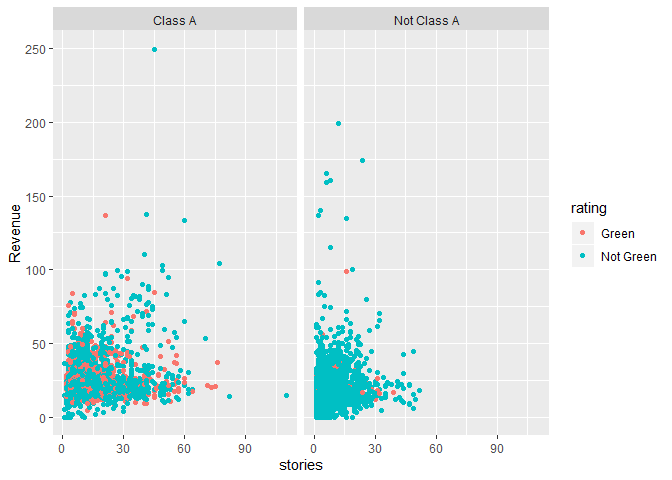 Class A
Not Class A
250
200
150
100
50
0
Revenue
0 30 60 90
0 30 60 90
stories
rating
Green
Not Green